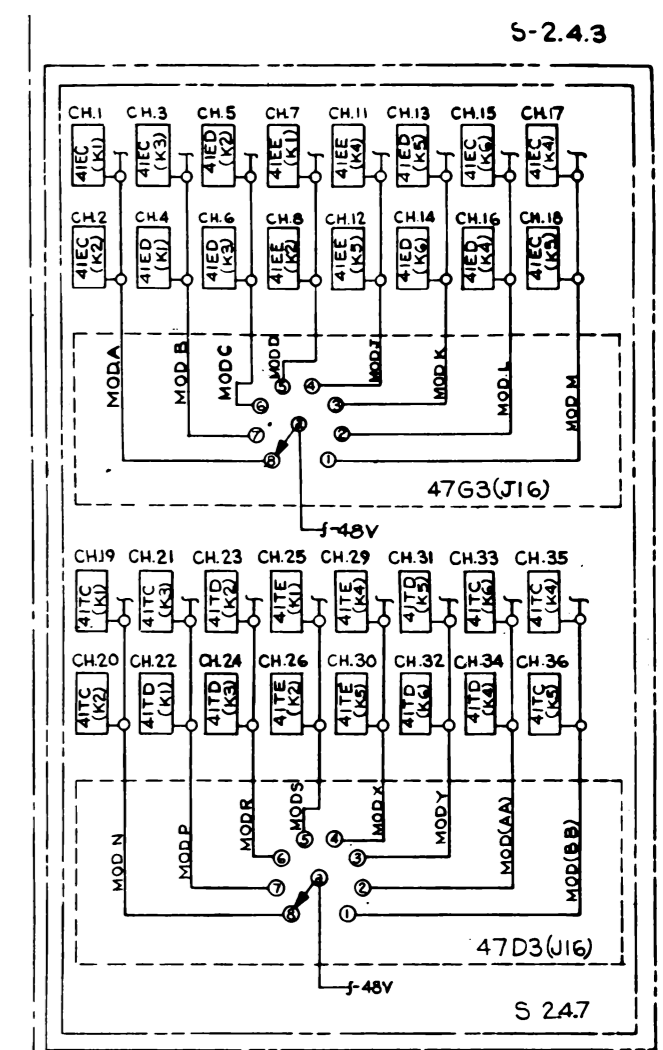 S-2.4.3
CH.1 CH.3 CH.5 CH.7 CH.11 CH.13 CH.15 CH.17
41EC (K1) 41EC (K3) 41ED (K2) 41EE (K1) 41EE (K4) 41ED (K5) 41EC (K6) 41EC (K4)
CH.2 CH.4 CH.6 CH.8 CH.12 CH.14 CH.16 CH.18
41EC (K2) 41ED (K1) 41ED (K3) 41EE (K2) 41EE (K5) 41ED (K6) 41ED (K4) 41EC (K5)
MOD.A MOD B MOD C MOD D MOD.J MOD K MOD.L MOD.M
5 4
6 3
7 2
8 1
47G3(J16)
-48V
CH.19 CH.21 CH.23 CH.25 CH.29 CH.31 CH.33 CH.35
41TC (K1) 41TC (K3) 41TD (K2) 41TE (K1) 41TE (K4) 41TD (K5) 41TC (K6) 41TC (K4)
CH.20 CH.22 CH.24 CH.26 CH.30 CH.32 CH.34 CH.36
41TC (K2) 41TD (K1) 41TD (K3) 41TE (K2) 41TE (K5) 41TD (K6) 41TD (K4) 41TC (K5)
MOD N MOD P MOD R MOD S MOD X MOD Y MOD(AA) MOD(BB)
5 4
6 3
7 2
8 1
47D3(J16)
-48V
S 2.4.7